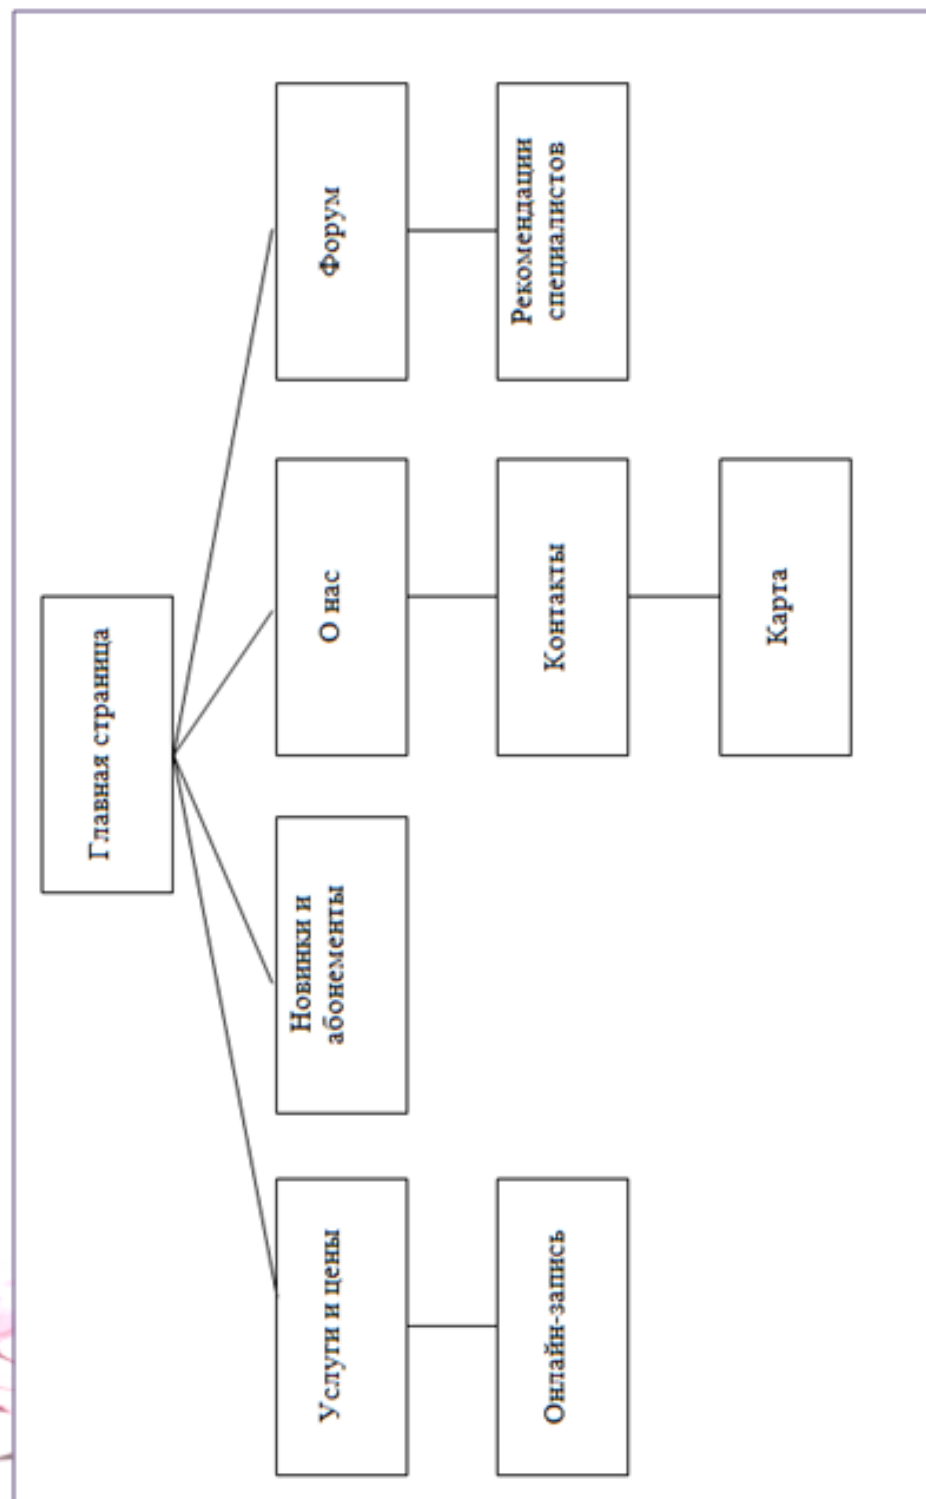 Главная страница
Услуги и цены
Новинки и
абонементы
О нас
Форум
Онлайн-запись
Контакты
Рекомендации
специалистов
Карта